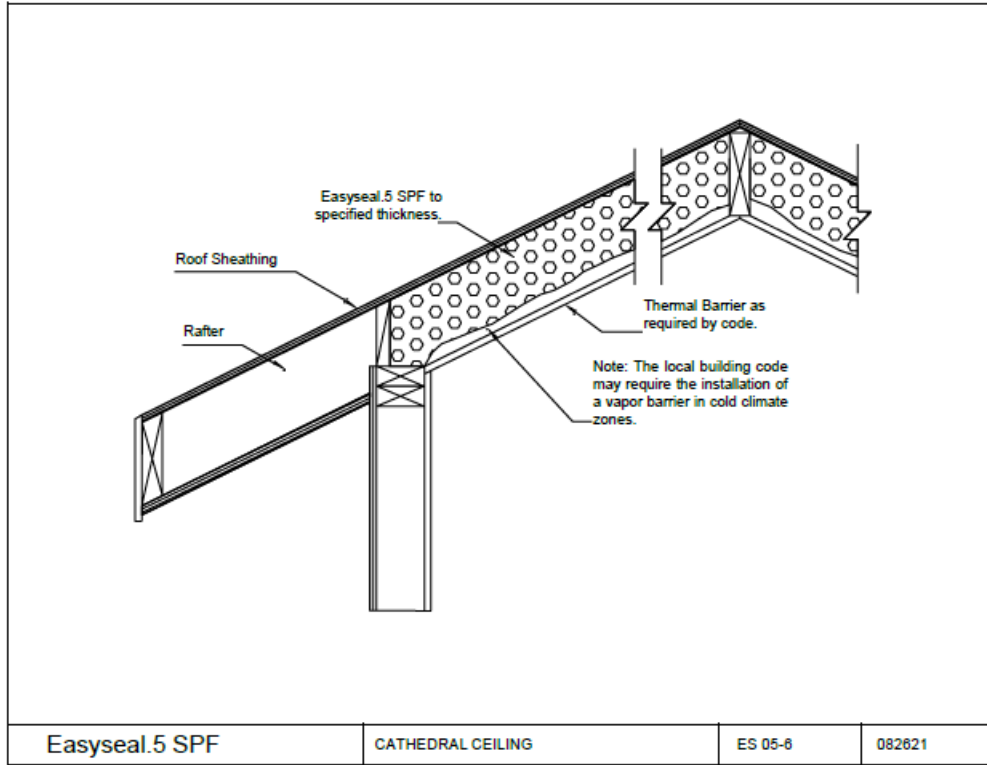 Easyseal.5 SPF to
specified thickness.
Roof Sheathing
Rafter
Thermal Barrier as
required by code.
Note: The local building code
may require the installation of
a vapor barrier in cold climate
zones.
Easyseal.5 SPF
CATHEDRAL CEILING
ES 05-6
082621